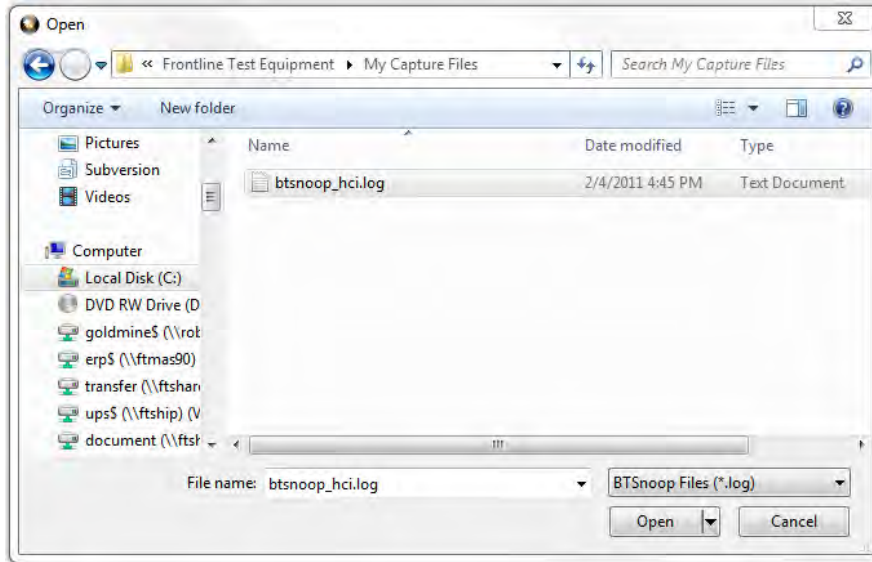 Open
« Frontline Test Equipment ▸ My Capture Files
Search My Capture Files
Organize ▾ New folder
Pictures
Subversion
Videos
Computer
Local Disk (C:)
DVD RW Drive (D
goldmine$ (\\rob
erp$ (\\ftmas90)
transfer (\\ftshare
ups$ (\\ftship) (V
document (\\ftsh
Name Date modified Type
btsnoop_hci.log 2/4/2011 4:45 PM Text Document
File name: btsnoop_hci.log BTSnoop Files (*.log)
Open Cancel